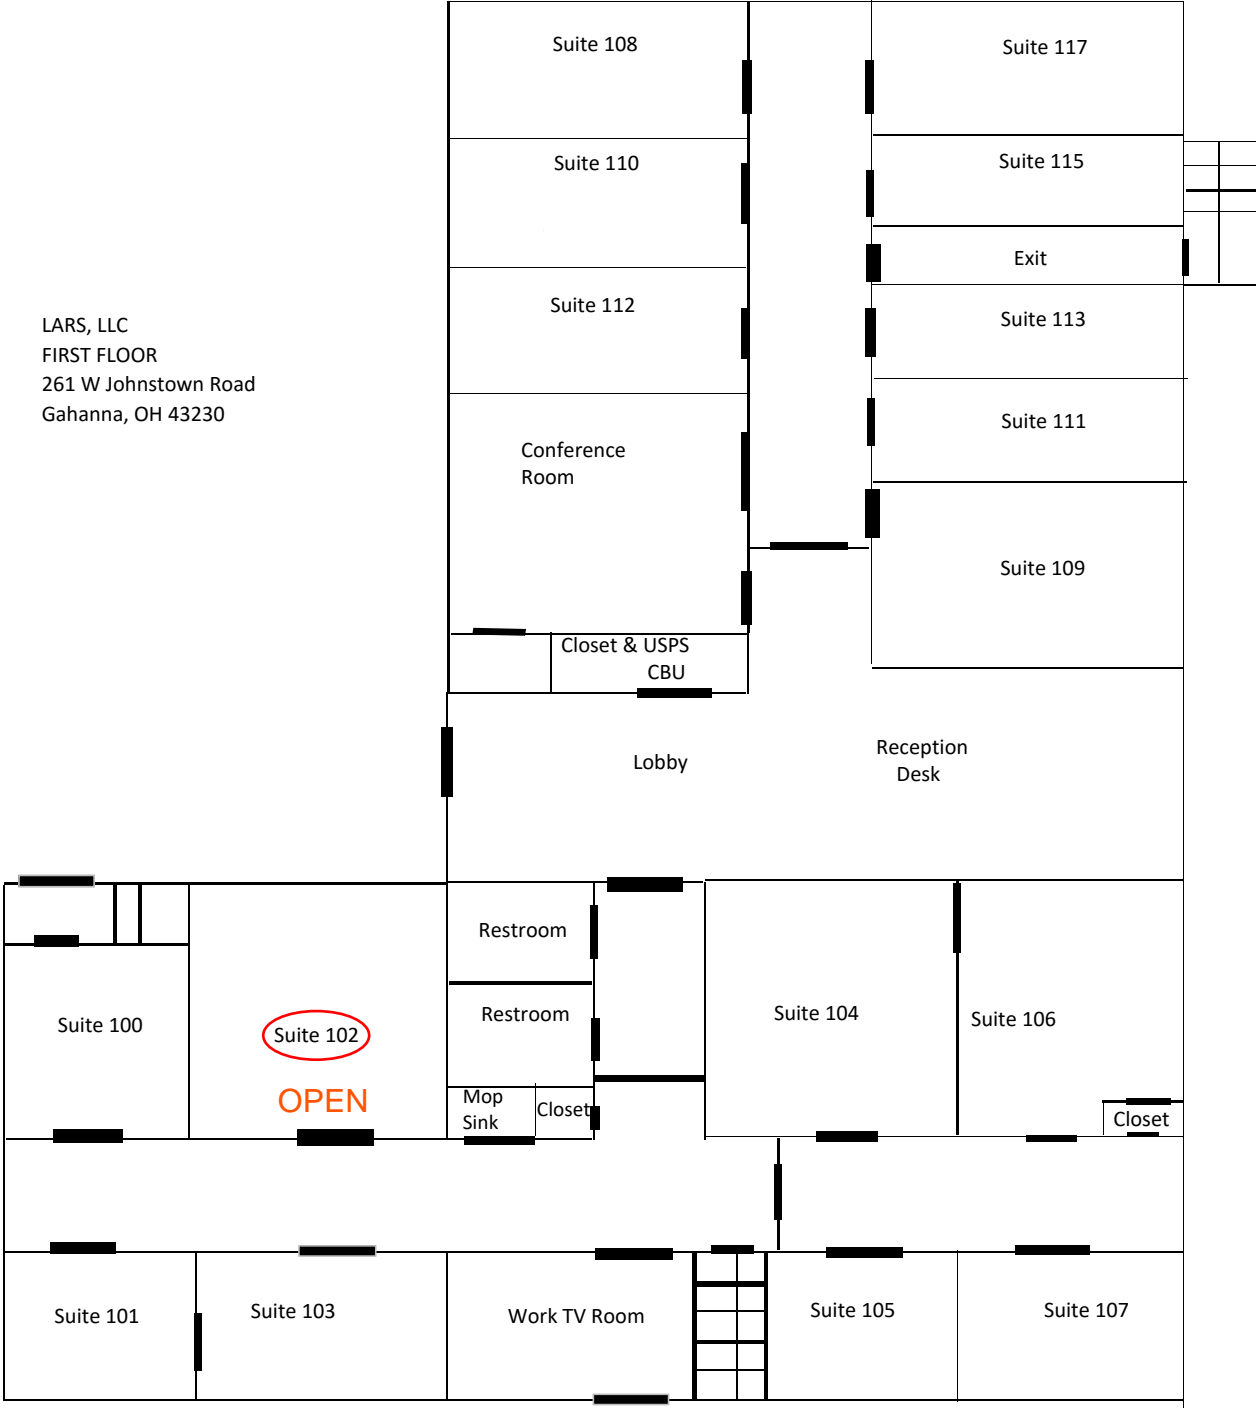 Suite 108
Suite 117
Suite 110
Suite 115
Exit
Suite 112
Suite 113
LARS, LLC
FIRST FLOOR
261 W Johnstown Road
Gahanna, OH 43230
Suite 111
Conference
Room
Suite 109
Closet & USPS
CBU
Lobby
Reception
Desk
Restroom
Restroom
Suite 100
Suite 102
OPEN
Suite 104
Suite 106
Mop
Sink
Closet
Closet
Suite 101
Suite 103
Work TV Room
Suite 105
Suite 107